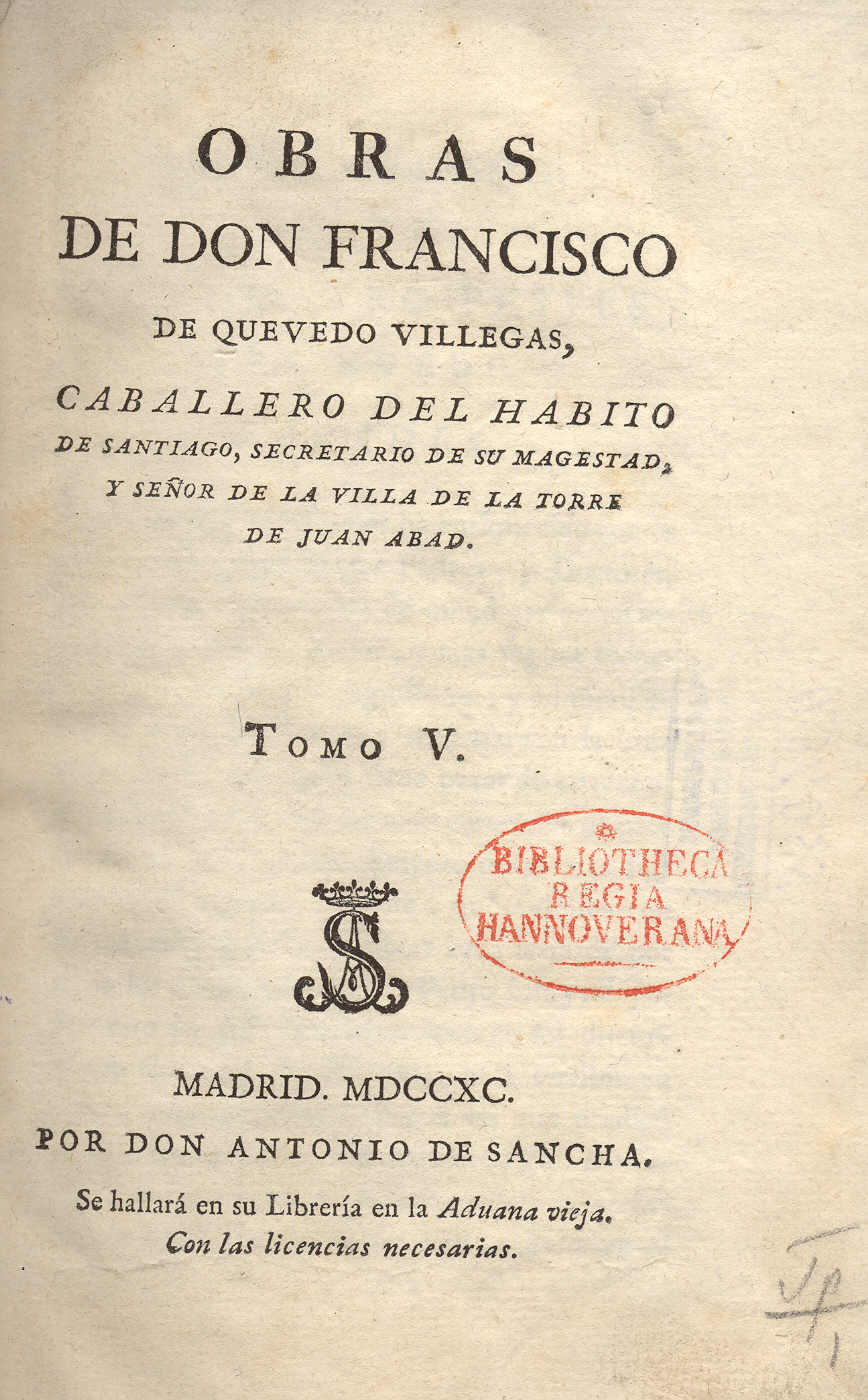 OBRAS
DE DON FRANCISCO
DE QUEVEDO VILLEGAS,
CABALLERO DEL HABITO
DE SANTIAGO, SECRETARIO DE SU MAGESTAD,
Y SEÑOR DE LA VILLA DE LA TORRE
DE JUAN ABAD.
TOMO V.
BIBLIOTHECA
REGIA
HANNOVERANA
MADRID. MDCCXC.
POR DON ANTONIO DE SANCHA.
Se hallará en su Librería en la Aduana vieja.
Con las licencias necesarias.